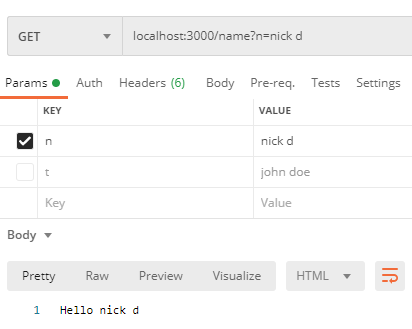 GET localhost:3000/name?n=nick d
Params Auth Headers (6) Body Pre-req. Tests Settings
KEY VALUE
n nick d
t john doe
Key Value
Body
Pretty Raw Preview Visualize HTML
1 Hello nick d